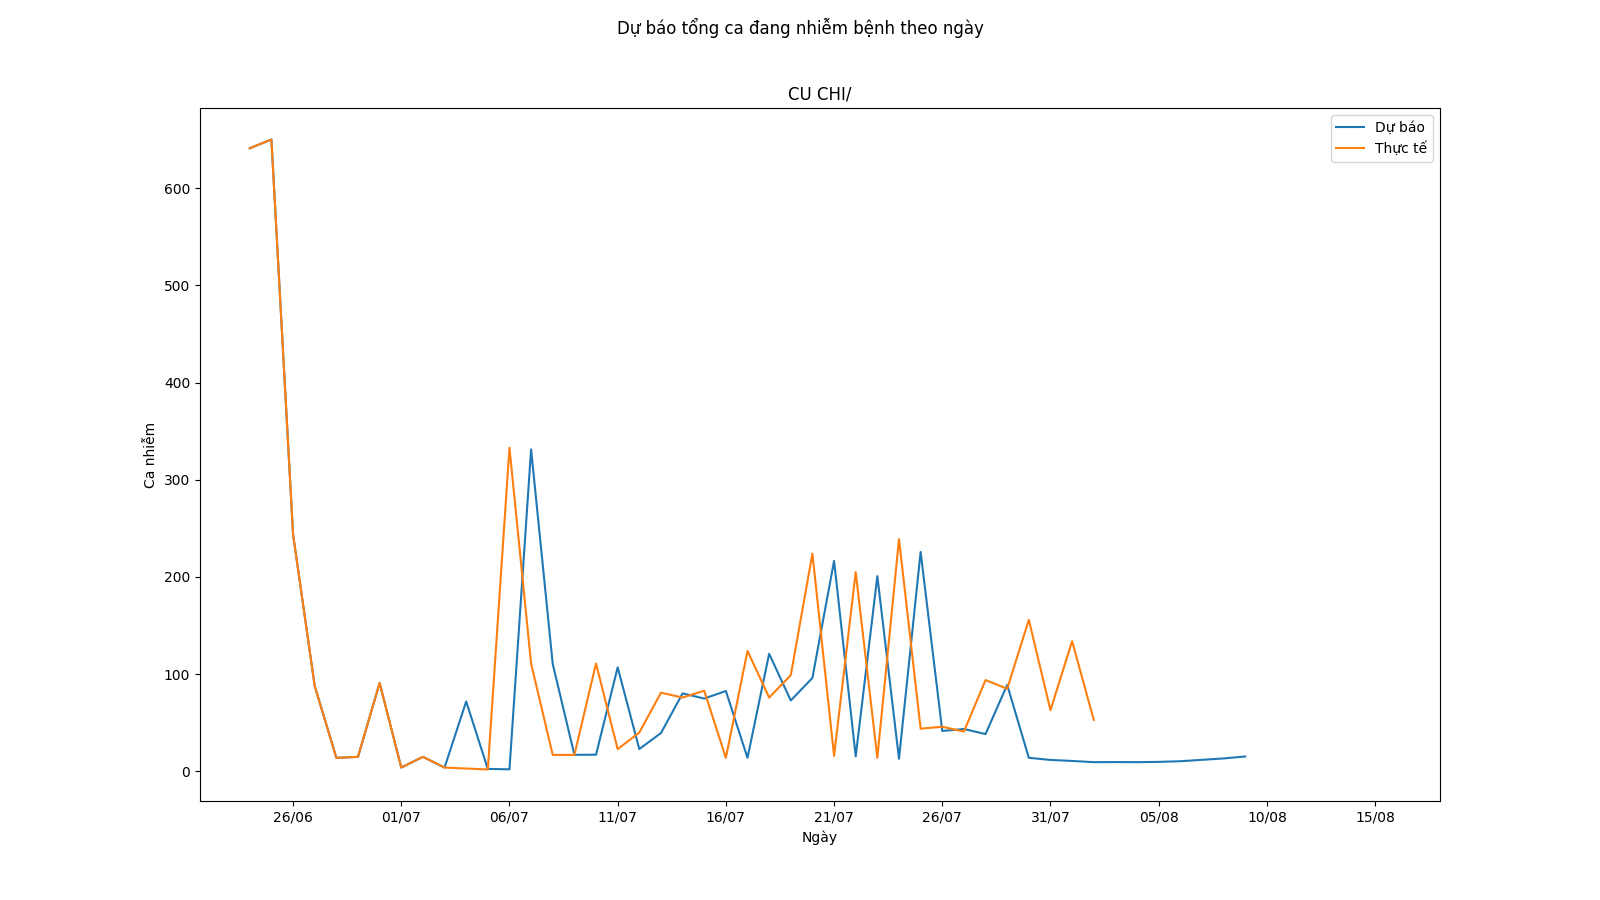 Dự báo tổng ca đang nhiễm bệnh theo ngày
CU CHI/
Dự báo
Thực tế
600
500
400
300
200
100
0
Ca nhiễm
26/06 01/07 06/07 11/07 16/07 21/07 26/07 31/07 05/08 10/08 15/08
Ngày